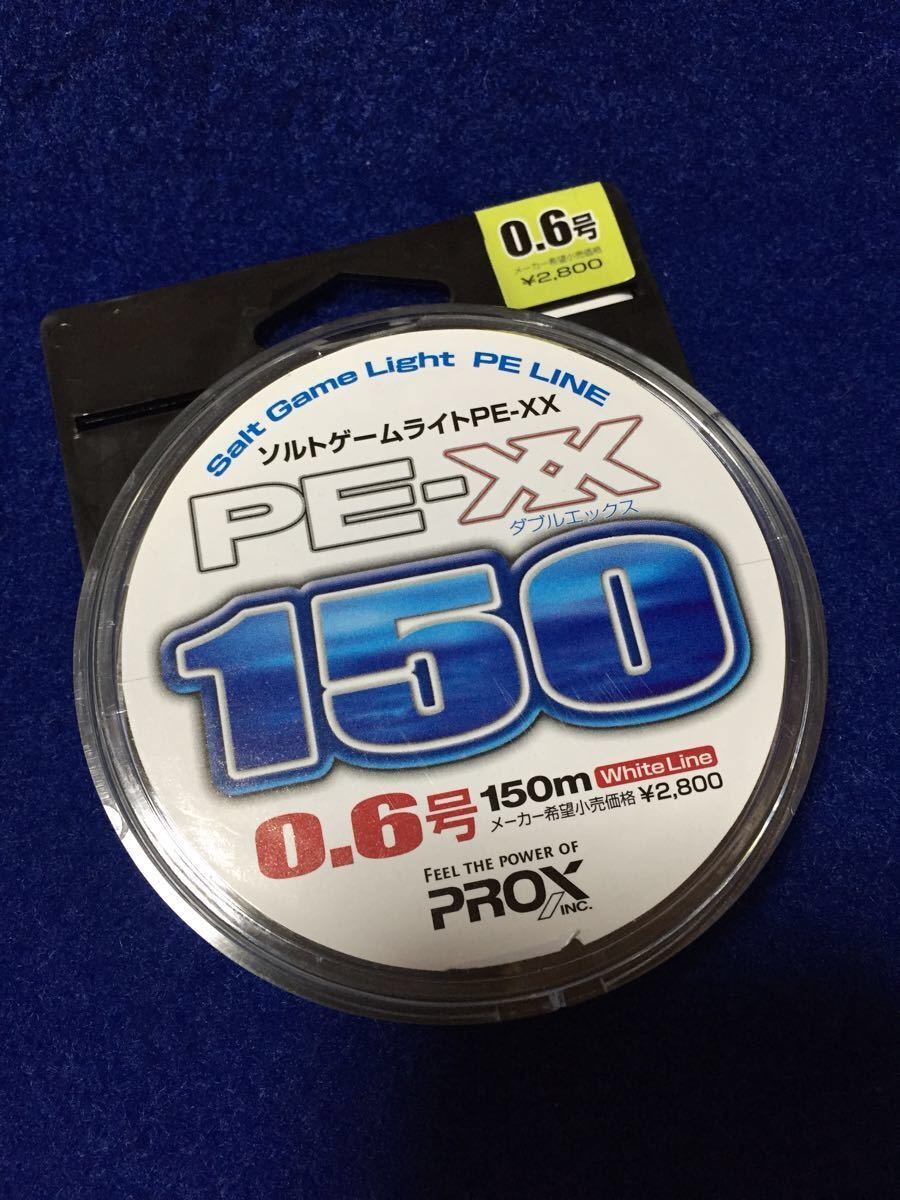 0.6号
メーカー希望小売価格
¥2,800
Salt Game Light PE LINE
ソルトゲームライトPE-XX
PE-XX
ダブルエックス
150
0.6号 150m White Line
メーカー希望小売価格 ¥2,800
FEEL THE POWER OF
PROX INC.